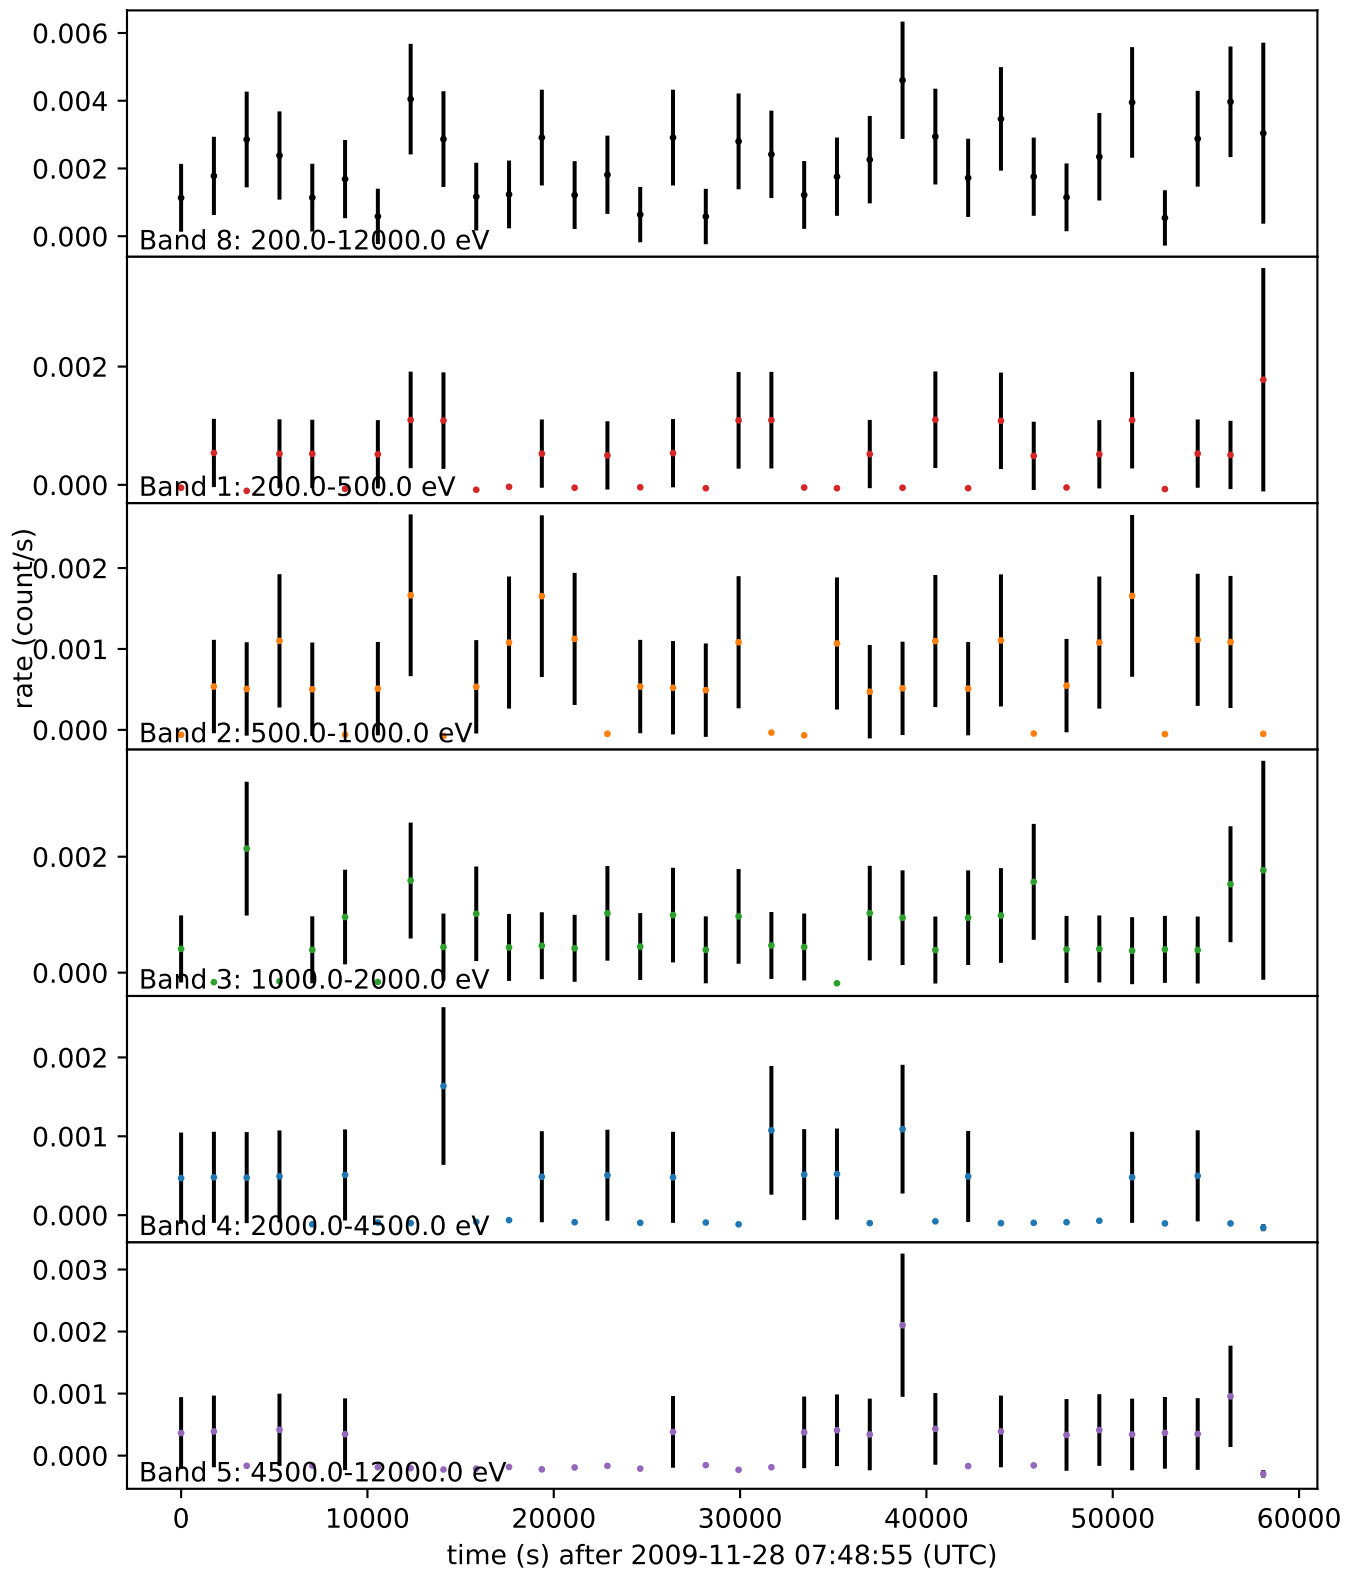 0.006
0.004
0.002
0.000
Band 8: 200.0-12000.0 eV
0.002
0.000
Band 1: 200.0-500.0 eV
rate (count/s)
0.002
0.001
0.000
Band 2: 500.0-1000.0 eV
0.002
0.000
Band 3: 1000.0-2000.0 eV
0.002
0.001
0.000
Band 4: 2000.0-4500.0 eV
0.003
0.002
0.001
0.000
Band 5: 4500.0-12000.0 eV
0 10000 20000 30000 40000 50000 60000
time (s) after 2009-11-28 07:48:55 (UTC)